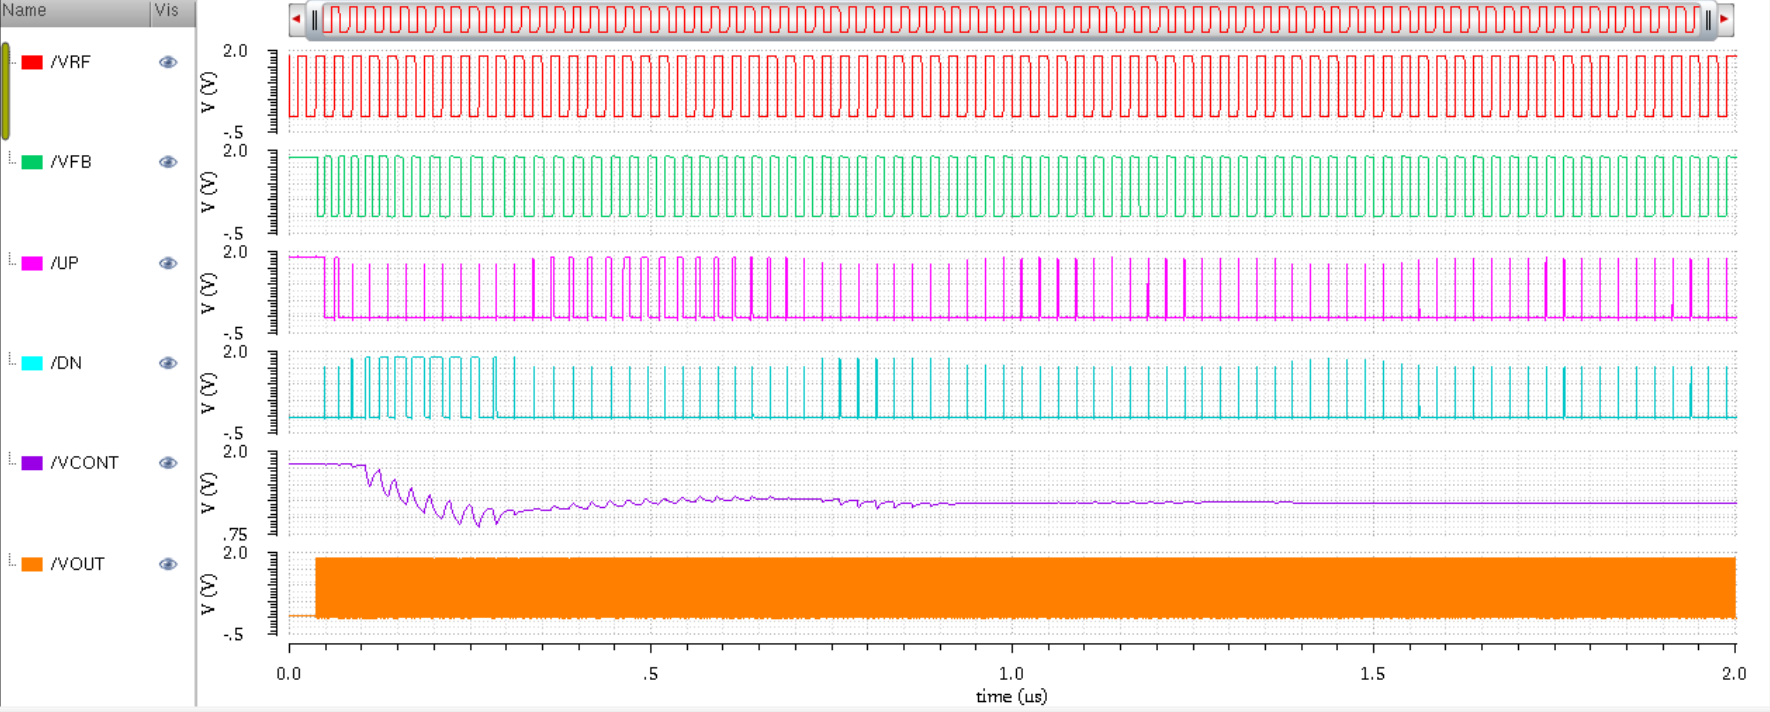 Name Vis
/VRF
2.0
V (V)
-.5
/VFB
2.0
V (V)
-.5
/UP
2.0
V (V)
-.5
/DN
2.0
V (V)
-.5
/VCONT
2.0
V (V)
.75
/VOUT
2.0
V (V)
-.5
0.0 .5 1.0 1.5 2.0
time (us)